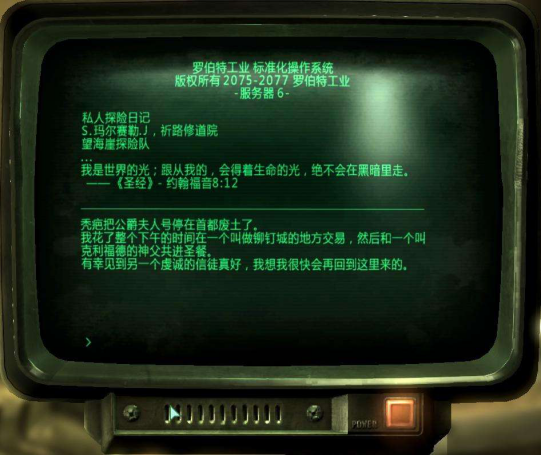 罗伯特工业 标准化操作系统
版权所有 2075-2077 罗伯特工业
-服务器 6-
私人探险日记
S.玛尔赛勒.J，祈路修道院
望海崖探险队
...
我是世界的光；跟从我的，会得着生命的光，绝不会在黑暗里走。
——《圣经》- 约翰福音8:12
秃疤把公爵夫人号停在首都废土了。
我花了整个下午的时间在一个叫做铆钉城的地方交易，然后和一个叫
克利福德的神父共进圣餐。
有幸见到另一个虔诚的信徒真好，我想我很快会再回到这里来的。
>
POWER